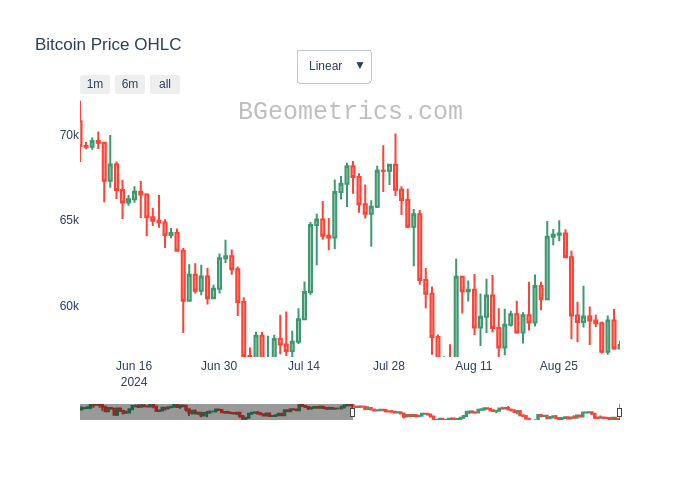 Bitcoin Price OHLC
Linear ▼
1m 6m all
BGeometrics.com
70k
65k
60k
Jun 16 Jun 30 Jul 14 Jul 28 Aug 11 Aug 25
2024